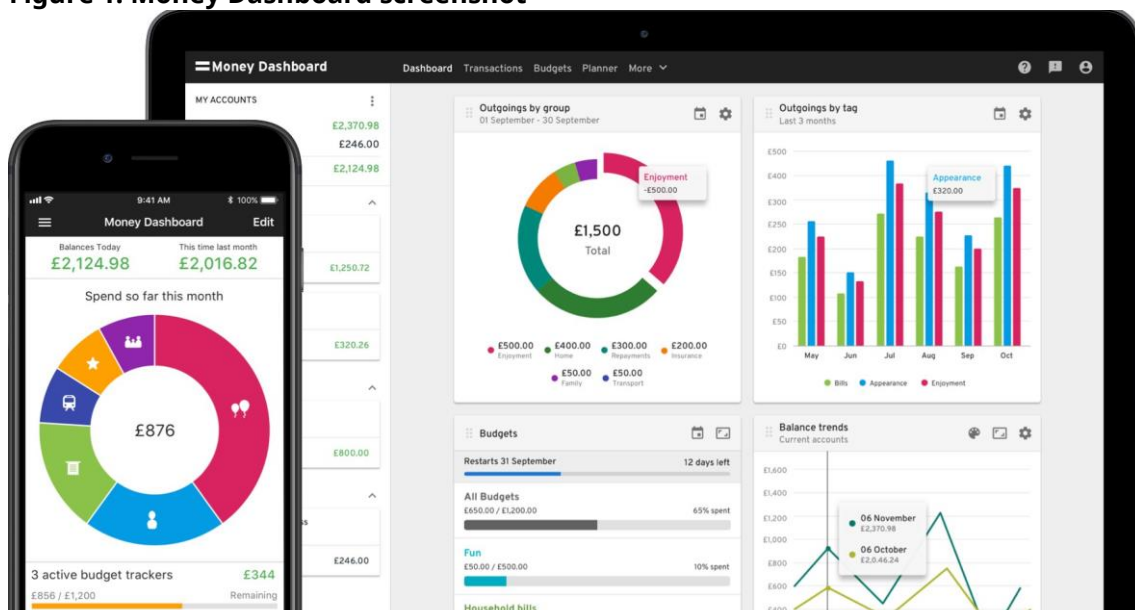 Money Dashboard
Dashboard Transactions Budgets Planner More
MY ACCOUNTS
£2,370.98
£246.00
£2,124.98
£1,250.72
£320.26
£800.00
£246.00
9:41 AM
100%
Money Dashboard
Edit
Balances Today
This time last month
£2,124.98
£2,016.82
Spend so far this month
£876
3 active budget trackers
£344
£856 / £1,200
Remaining
Outgoings by group
01 September - 30 September
Enjoyment
-£500.00
£1,500
Total
£500.00 £400.00 £300.00 £200.00
Enjoyment Home Repayments Insurance
£50.00 £50.00
Family Transport
Outgoings by tag
Last 3 months
£500
£400
£300
£200
£150
£100
£50
£0
Appearance
£320.00
May Jun Jul Aug Sep Oct
Bills Appearance Enjoyment
Budgets
Restarts 31 September
12 days left
All Budgets
£650.00 / £1,200.00
65% spent
Fun
£50.00 / £500.00
10% spent
Household bills
Balance trends
Current accounts
£1,600
£1,400
£1,200
£1,000
£800
£600
£400
06 November
£2,370.98
06 October
£2,0.46.24